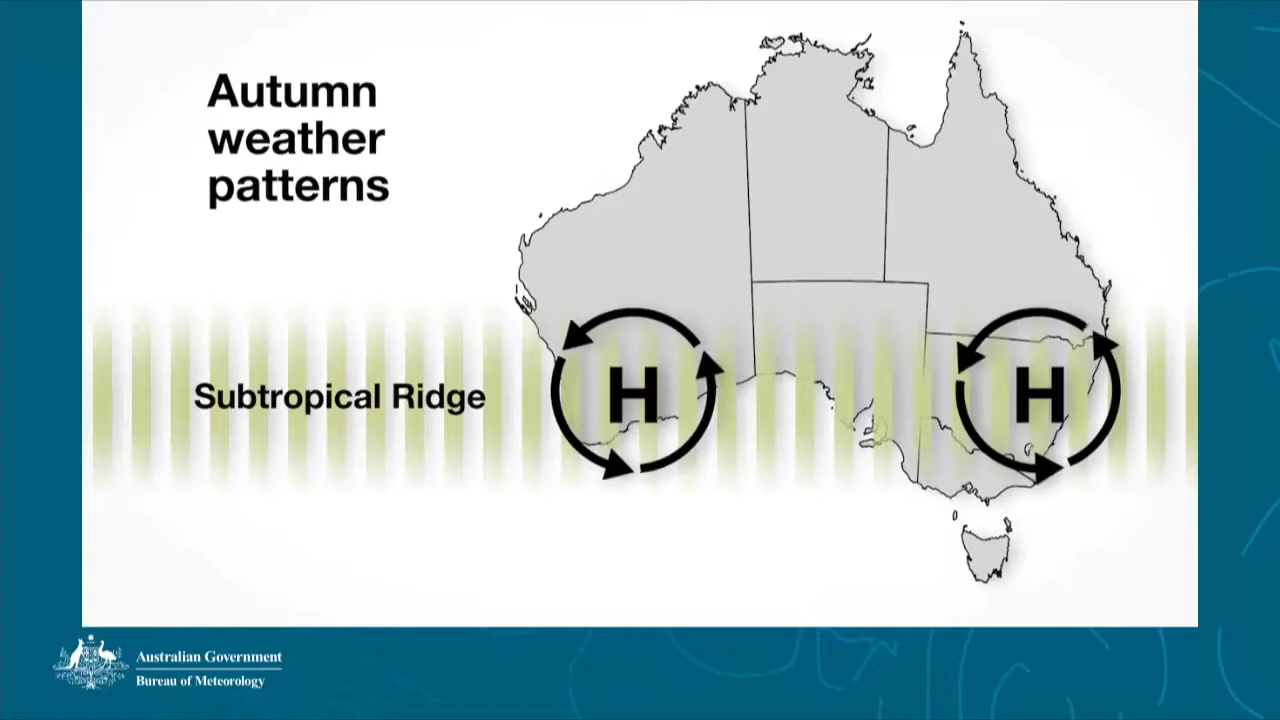 Autumn
weather
patterns
Subtropical Ridge
H
H
Australian Government
Bureau of Meteorology